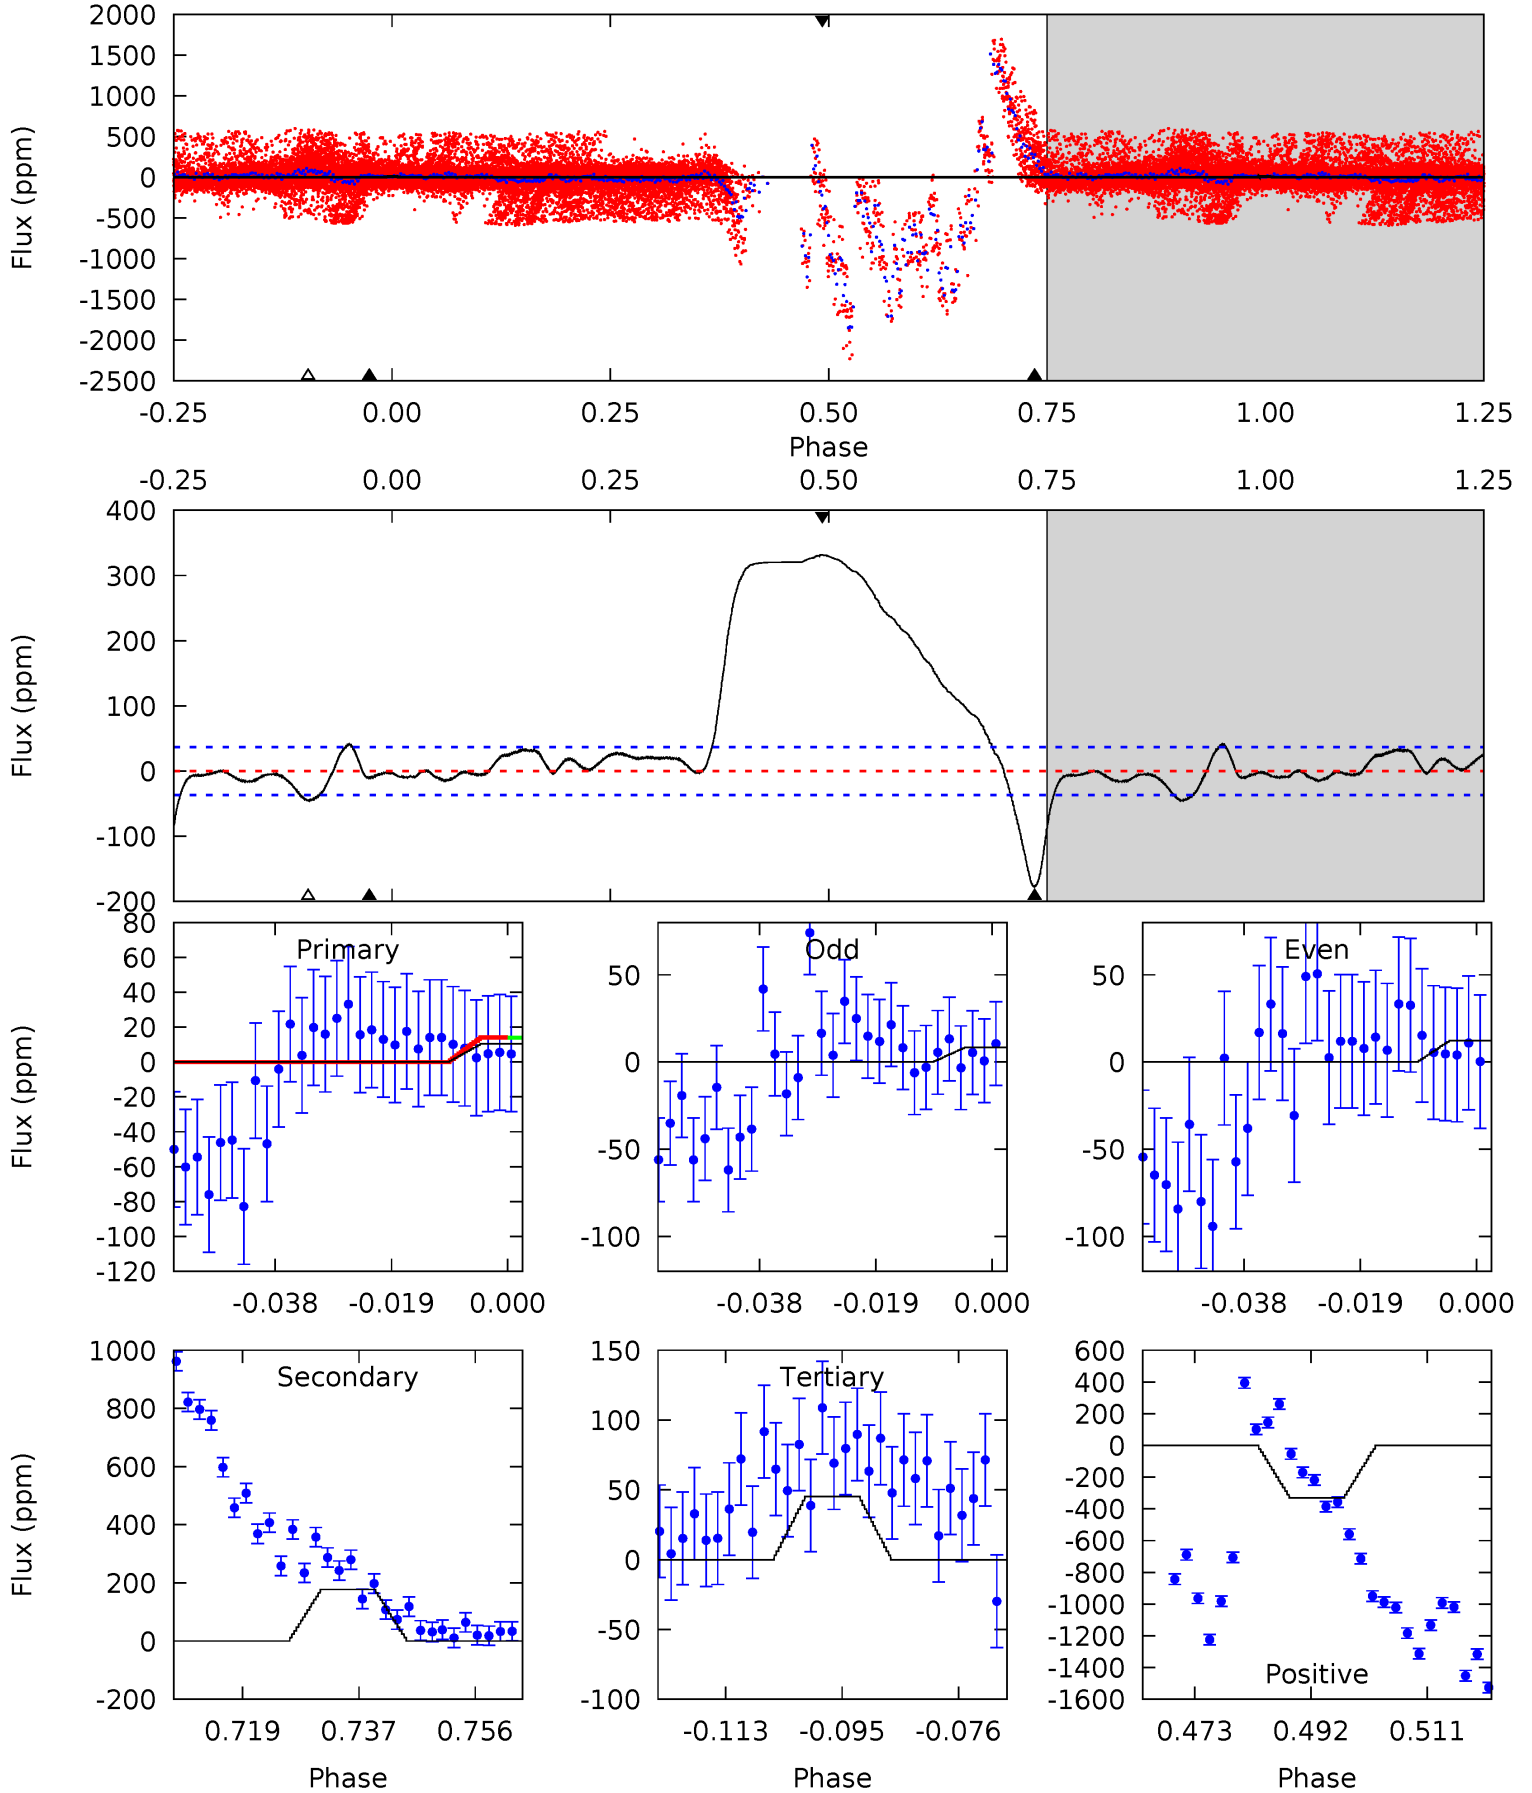 2000
1500
1000
500
0
-500
-1000
-1500
-2000
-2500
Flux (ppm)
-0.25 0.00 0.25 0.50 0.75 1.00 1.25
Phase
-0.25 0.00 0.25 0.50 0.75 1.00 1.25
400
300
200
100
0
-100
-200
Flux (ppm)
Primary
80
60
40
20
0
-20
-40
-60
-80
-100
-120
Flux (ppm)
-0.038 -0.019 0.000
Odd
50
0
-50
-100
-0.038 -0.019 0.000
Even
50
0
-50
-100
-0.038 -0.019 0.000
Secondary
1000
800
600
400
200
0
-200
Flux (ppm)
0.719 0.737 0.756
Phase
Tertiary
150
100
50
0
-50
-100
-0.113 -0.095 -0.076
Phase
600
400
200
0
-200
-400
-600
-800
-1000
-1200
-1400
-1600
Positive
0.473 0.492 0.511
Phase